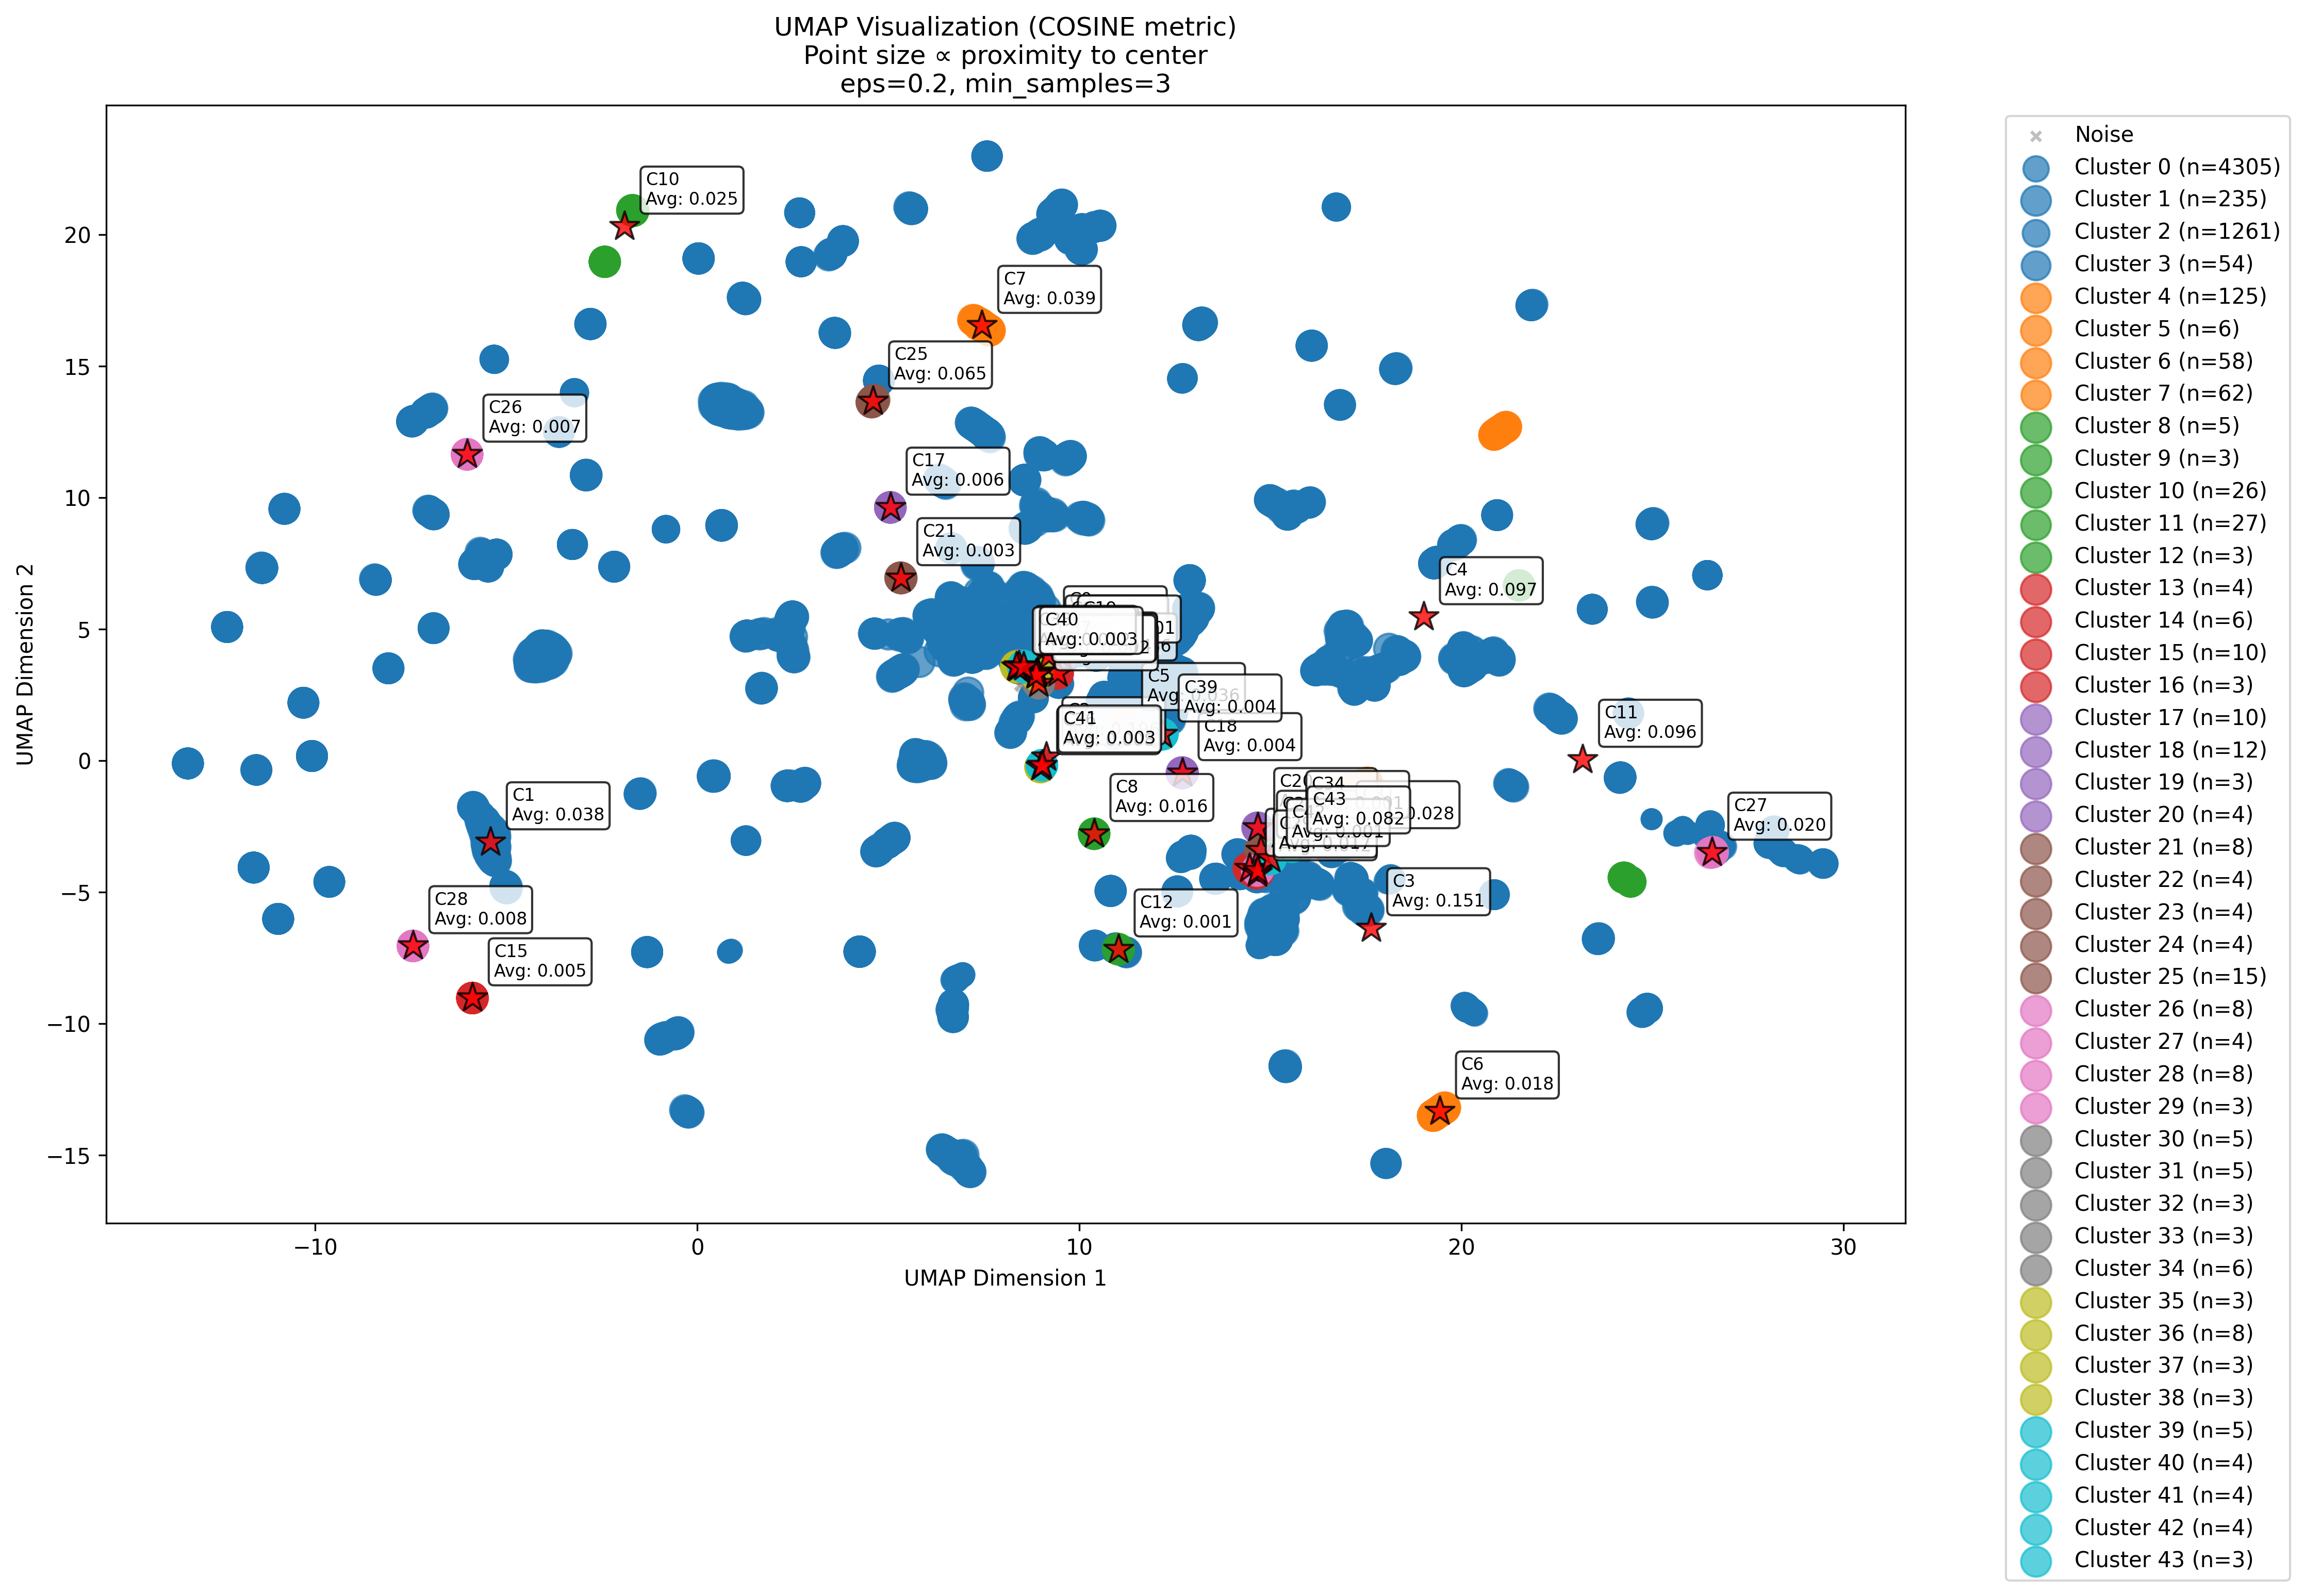 UMAP Visualization (COSINE metric)
Point size ∝ proximity to center
eps=0.2, min_samples=3
C10
Avg: 0.025
C7
Avg: 0.039
C25
Avg: 0.065
C26
Avg: 0.007
C17
Avg: 0.006
C21
Avg: 0.003
C4
Avg: 0.097
C40
Avg: 0.003
C5
Avg: 0.036
C39
Avg: 0.004
C18
Avg: 0.004
C41
Avg: 0.003
C11
Avg: 0.096
C8
Avg: 0.016
C34
C43
Avg: 0.082
C27
Avg: 0.020
C1
Avg: 0.038
C3
Avg: 0.151
C28
Avg: 0.008
C12
Avg: 0.001
C15
Avg: 0.005
C6
Avg: 0.018
20
15
10
5
0
−5
−10
−15
−10
0
10
20
30
UMAP Dimension 1
UMAP Dimension 2
Noise
Cluster 0 (n=4305)
Cluster 1 (n=235)
Cluster 2 (n=1261)
Cluster 3 (n=54)
Cluster 4 (n=125)
Cluster 5 (n=6)
Cluster 6 (n=58)
Cluster 7 (n=62)
Cluster 8 (n=5)
Cluster 9 (n=3)
Cluster 10 (n=26)
Cluster 11 (n=27)
Cluster 12 (n=3)
Cluster 13 (n=4)
Cluster 14 (n=6)
Cluster 15 (n=10)
Cluster 16 (n=3)
Cluster 17 (n=10)
Cluster 18 (n=12)
Cluster 19 (n=3)
Cluster 20 (n=4)
Cluster 21 (n=8)
Cluster 22 (n=4)
Cluster 23 (n=4)
Cluster 24 (n=4)
Cluster 25 (n=15)
Cluster 26 (n=8)
Cluster 27 (n=4)
Cluster 28 (n=8)
Cluster 29 (n=3)
Cluster 30 (n=5)
Cluster 31 (n=5)
Cluster 32 (n=3)
Cluster 33 (n=3)
Cluster 34 (n=6)
Cluster 35 (n=3)
Cluster 36 (n=8)
Cluster 37 (n=3)
Cluster 38 (n=3)
Cluster 39 (n=5)
Cluster 40 (n=4)
Cluster 41 (n=4)
Cluster 42 (n=4)
Cluster 43 (n=3)